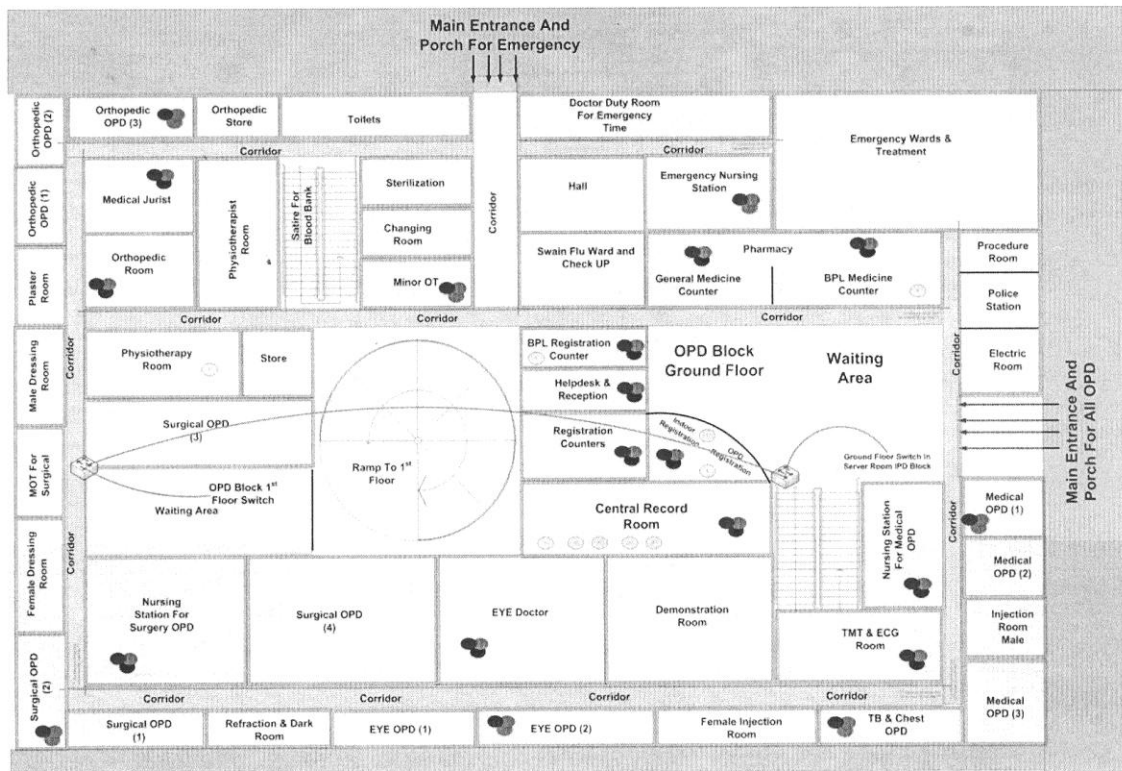 Main Entrance And
Porch For Emergency
Orthopedic
OPD (2)
Orthopedic
OPD (3)
Orthopedic
Store
Toilets
Doctor Duty Room
For Emergency
Time
Emergency Wards &
Treatment
Corridor
Corridor
Corridor
Orthopedic
OPD (1)
Medical Jurist
Physiotherapist
Room
Satire For
Blood Bank
Sterilization
Hall
Emergency Nursing
Station
Changing
Room
Plaster
Room
Orthopedic
Room
Minor OT
Swain Flu Ward and
Check UP
Pharmacy
General Medicine
Counter
BPL Medicine
Counter
Procedure
Room
Police
Station
Corridor
Corridor
Corridor
Male Dressing
Room
Corridor
Physiotherapy
Room
Store
BPL Registration
Counter
OPD Block
Ground Floor
Waiting
Area
Corridor
Electric
Room
Helpdesk &
Reception
Surgical OPD
(3)
Registration
Counters
Indoor
Registration
OPD
Registration
Main Entrance And
Porch For All OPD
MOT For
Surgical
Ramp To 1st
Floor
Ground Floor Switch In
Server Room IPD Block
OPD Block 1st
Floor Switch
Waiting Area
Central Record
Room
Nursing Station
For Medical
OPD
Medical
OPD (1)
Female Dressing
Room
Corridor
Medical
OPD (2)
Nursing
Station For
Surgery OPD
Surgical OPD
(4)
EYE Doctor
Demonstration
Room
TMT & ECG
Room
Corridor
Injection
Room
Male
Surgical OPD
(2)
Corridor
Corridor
Corridor
Corridor
Medical
OPD (3)
Surgical OPD
(1)
Refraction & Dark
Room
EYE OPD (1)
EYE OPD (2)
Female Injection
Room
TB & Chest
OPD